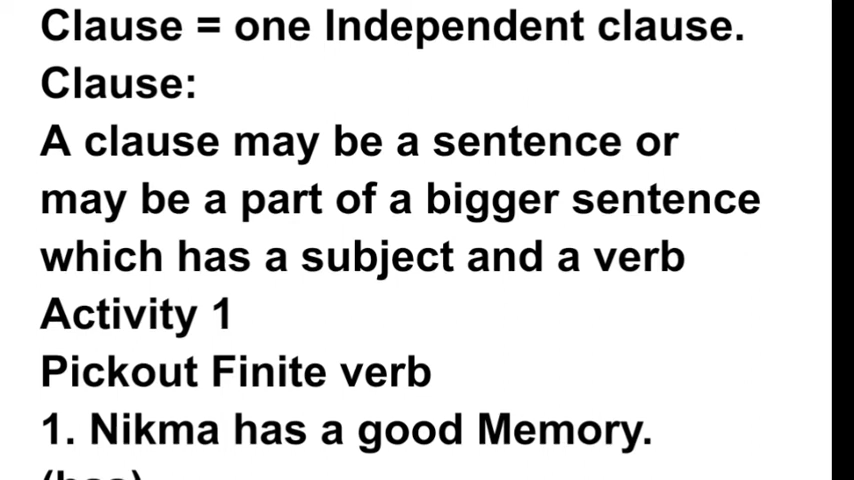 Clause = one Independent clause.
Clause:
A clause may be a sentence or
may be a part of a bigger sentence
which has a subject and a verb
Activity 1
Pickout Finite verb
1. Nikma has a good Memory.
(has)